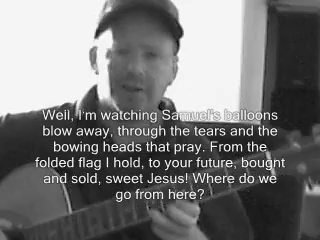 Well, I'm watching Samuel's balloons
blow away, through the tears and the
bowing heads that pray. From the
folded flag I hold, to your future, bought
and sold, sweet Jesus! Where do we
go from here?